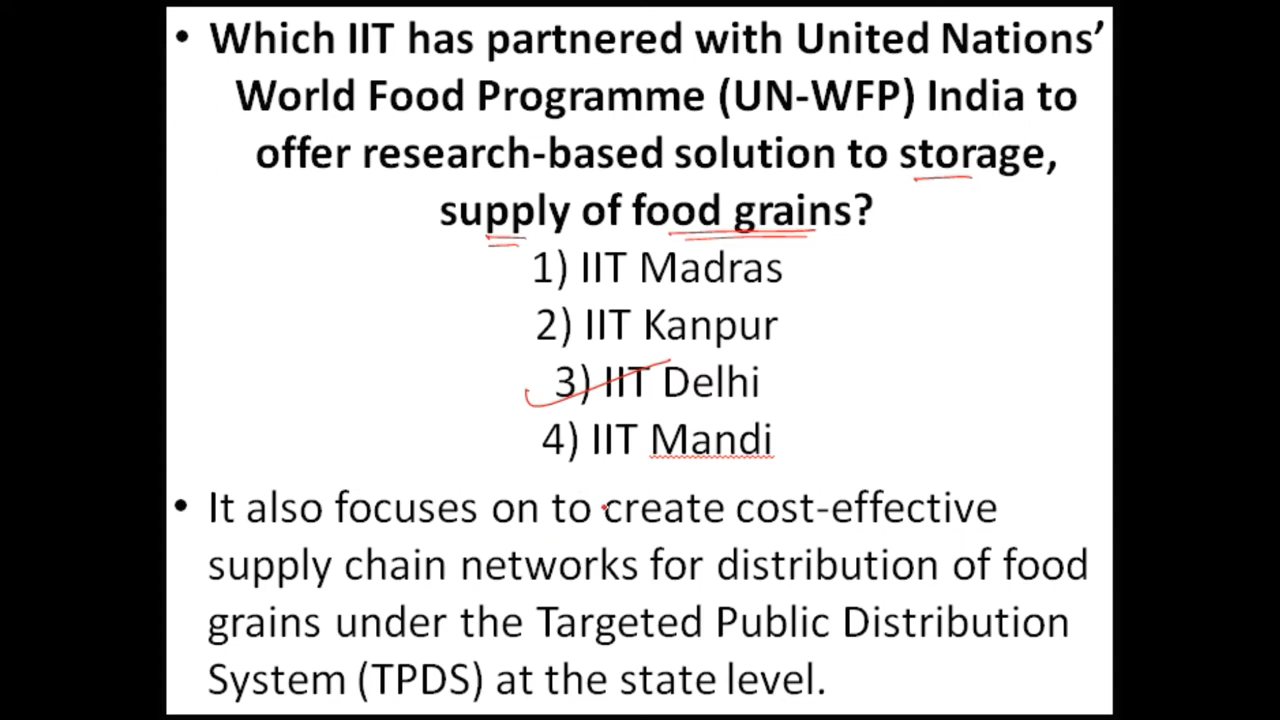 • Which IIT has partnered with United Nations’
World Food Programme (UN-WFP) India to
offer research-based solution to storage,
supply of food grains?
1) IIT Madras
2) IIT Kanpur
3) IIT Delhi
4) IIT Mandi
• It also focuses on to create cost-effective
supply chain networks for distribution of food
grains under the Targeted Public Distribution
System (TPDS) at the state level.